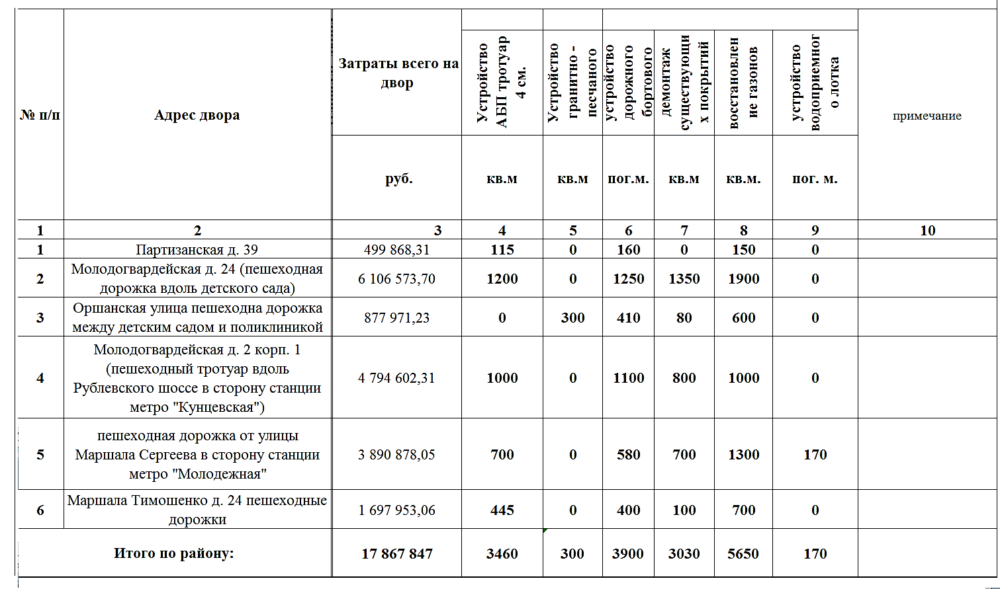 № п/п
Адрес двора
Затраты всего на
двор
Устройство
АБП тротуар
4 см.
Устройство
гранитно -
песчаного
устройство
дорожного
бортового
демонтаж
существующи
х покрытий
восстановлен
ие газонов
устройство
водоприемног
о лотка
примечание
руб.
кв.м
кв.м
пог.м.
кв.м
кв.м.
пог. м.
1 2 3 4 5 6 7 8 9 10
1 Партизанская д. 39 499 868,31 115 0 160 0 150 0
Молодогвардейская д. 24 (пешеходная
2 6 106 573,70 1200 0 1250 1350 1900 0
дорожка вдоль детского сада)
Оршанская улица пешеходна дорожка
3 877 971,23 0 300 410 80 600 0
между детским садом и поликлиникой
Молодогвардейская д. 2 корп. 1
(пешеходный тротуар вдоль
4 4 794 602,31 1000 0 1100 800 1000 0
Рублевского шоссе в сторону станции
метро "Кунцевская")
пешеходная дорожка от улицы
5 Маршала Сергеева в сторону станции 3 890 878,05 700 0 580 700 1300 170
метро "Молодежная"
Маршала Тимошенко д. 24 пешеходные
6 1 697 953,06 445 0 400 100 700 0
дорожки
Итого по району: 17 867 847 3460 300 3900 3030 5650 170